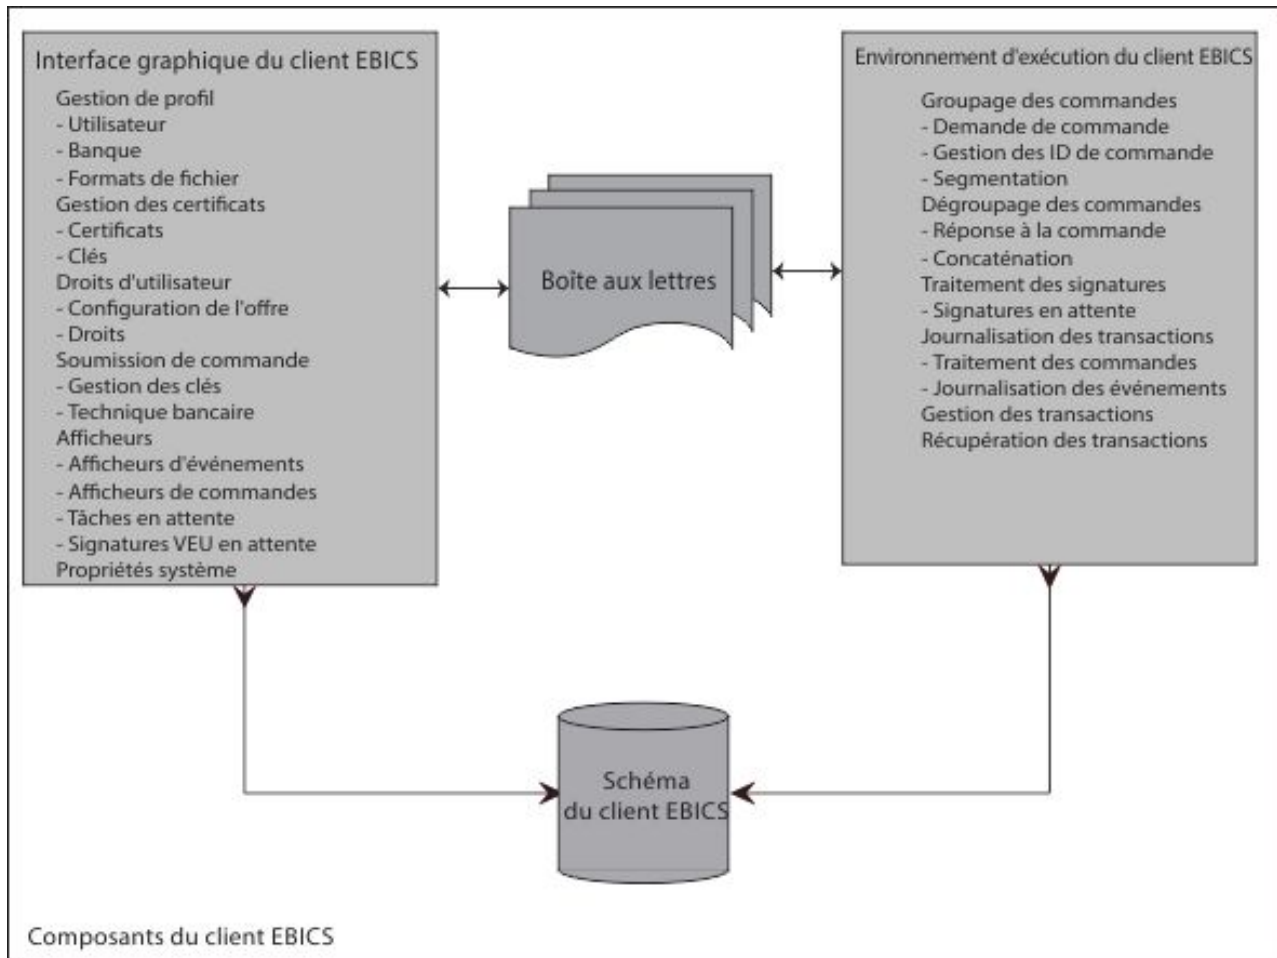 Interface graphique du client EBICS
Gestion de profil
- Utilisateur
- Banque
- Formats de fichier
Gestion des certificats
- Certificats
- Clés
Droits d'utilisateur
- Configuration de l'offre
- Droits
Soumission de commande
- Gestion des clés
- Technique bancaire
Afficheurs
- Afficheurs d'événements
- Afficheurs de commandes
- Tâches en attente
- Signatures VEU en attente
Propriétés système
Boîte aux lettres
Environnement d'exécution du client EBICS
Groupage des commandes
- Demande de commande
- Gestion des ID de commande
- Segmentation
Dégroupage des commandes
- Réponse à la commande
- Concaténation
Traitement des signatures
- Signatures en attente
Journalisation des transactions
- Traitement des commandes
- Journalisation des événements
Gestion des transactions
Récupération des transactions
Schéma
du client EBICS
Composants du client EBICS